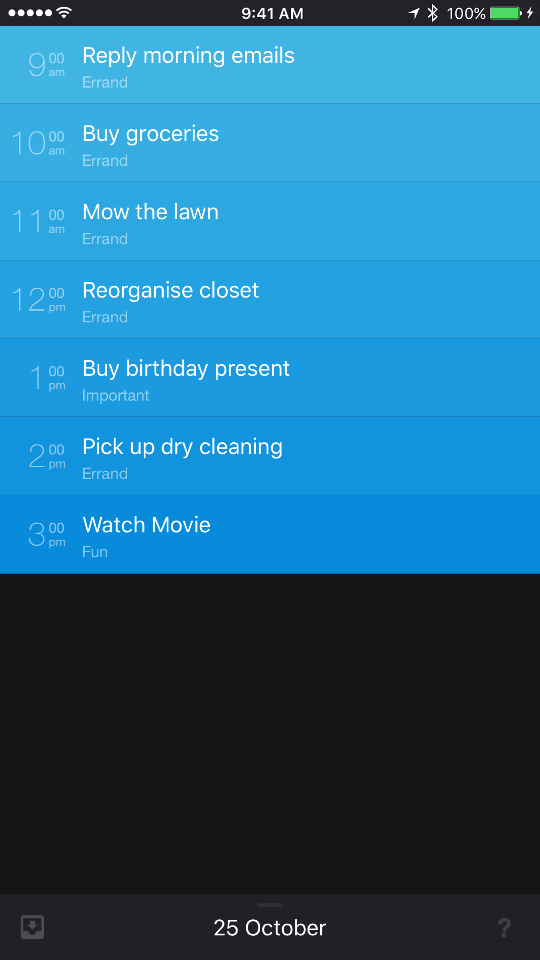 9:41 AM 100%
9 00 am Reply morning emails
Errand
10 00 am Buy groceries
Errand
11 00 am Mow the lawn
Errand
12 00 pm Reorganise closet
Errand
1 00 pm Buy birthday present
Important
2 00 pm Pick up dry cleaning
Errand
3 00 pm Watch Movie
Fun
25 October ?